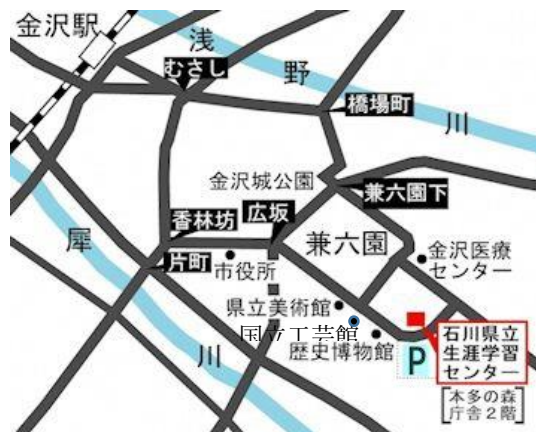 金沢駅
浅
野
川
むさし
橋場町
金沢城公園
兼六園下
香林坊
広坂
兼六園
金沢医療
センター
犀
川
片町
市役所
県立美術館
国立工芸館
歴史博物館
P
石川県立
生涯学習
センター
本多の森
庁舎2階